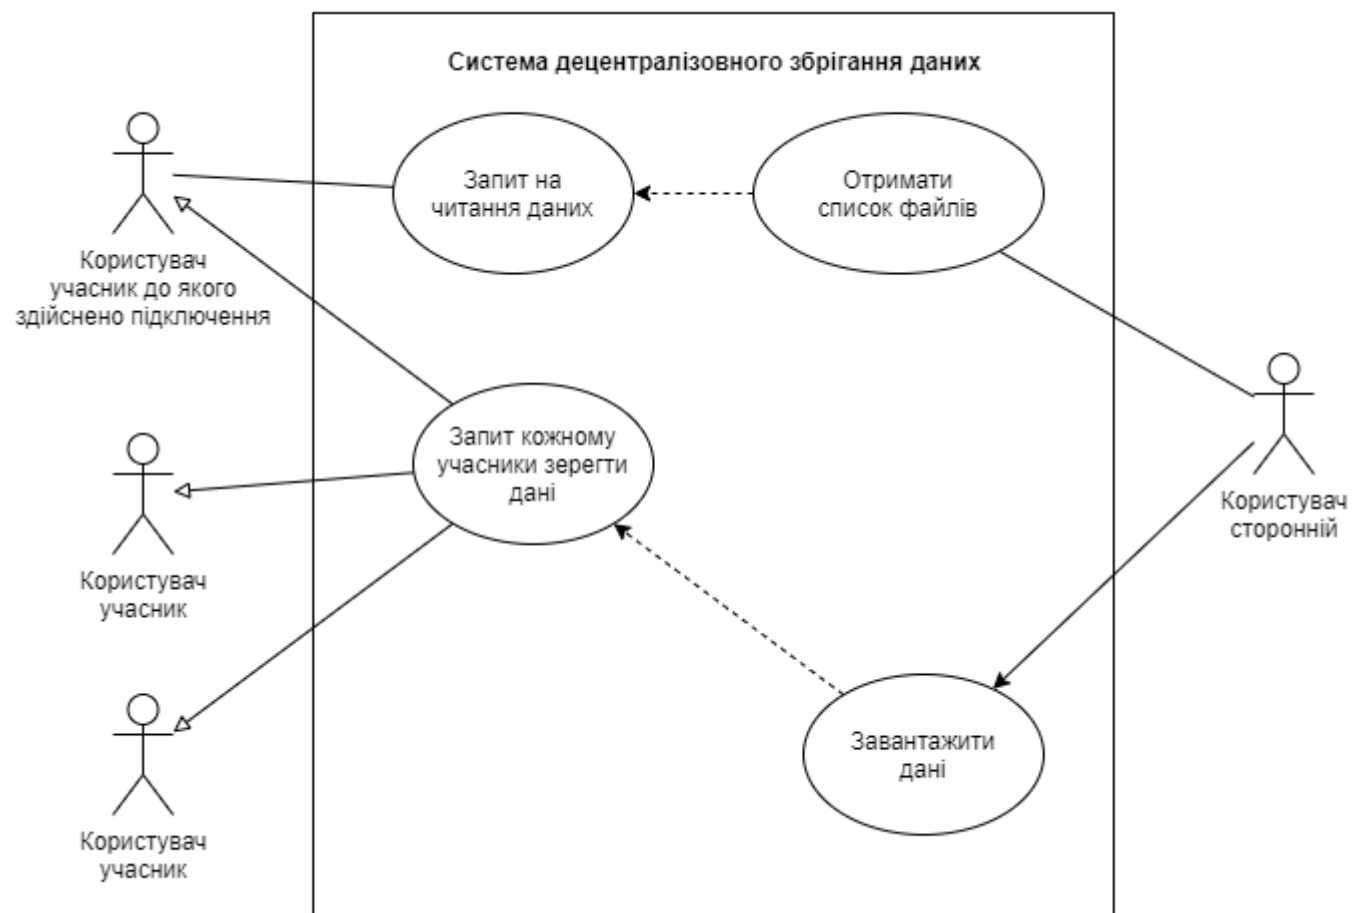 Система децентралізовного збрігання даних
Запит на
читання даних
Отримати
список файлів
Користувач
учасник до якого
здійснено підключення
Запит кожному
учасники зерегти
дані
Користувач
сторонній
Користувач
учасник
Завантажити
дані
Користувач
учасник